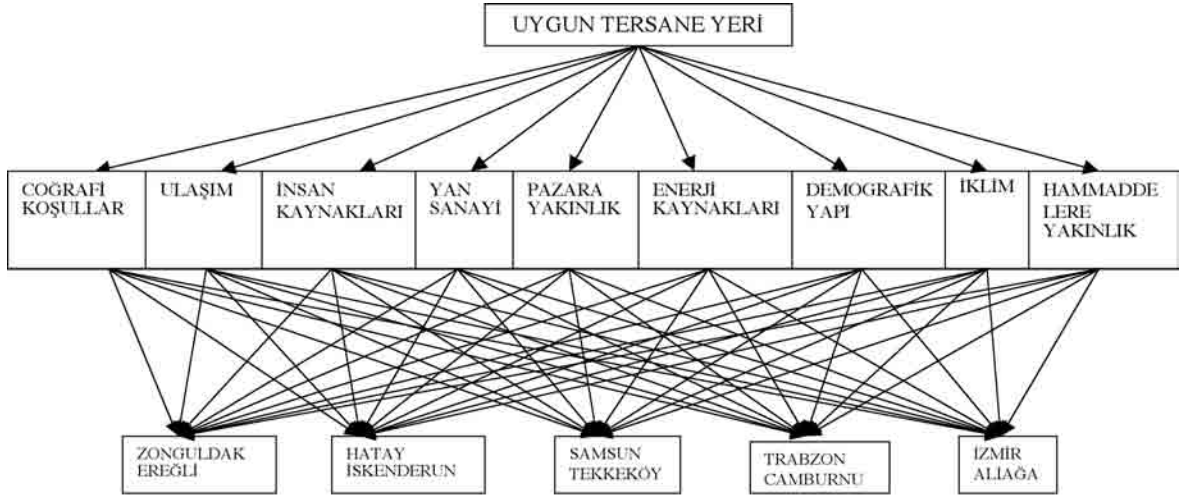 UYGUN TERSANE YERİ
COĞRAFİ
KOŞULLAR
ULAŞIM
İNSAN
KAYNAKLARI
YAN
SANAYİ
PAZARA
YAKINLIK
ENERJİ
KAYNAKLARI
DEMOGRAFİK
YAPI
İKLİM
HAMMADDE
LERE
YAKINLIK
ZONGULDAK
EREĞLİ
HATAY
İSKENDERUN
SAMSUN
TEKKEKÖY
TRABZON
CAMBURNU
İZMİR
ALİAĞA